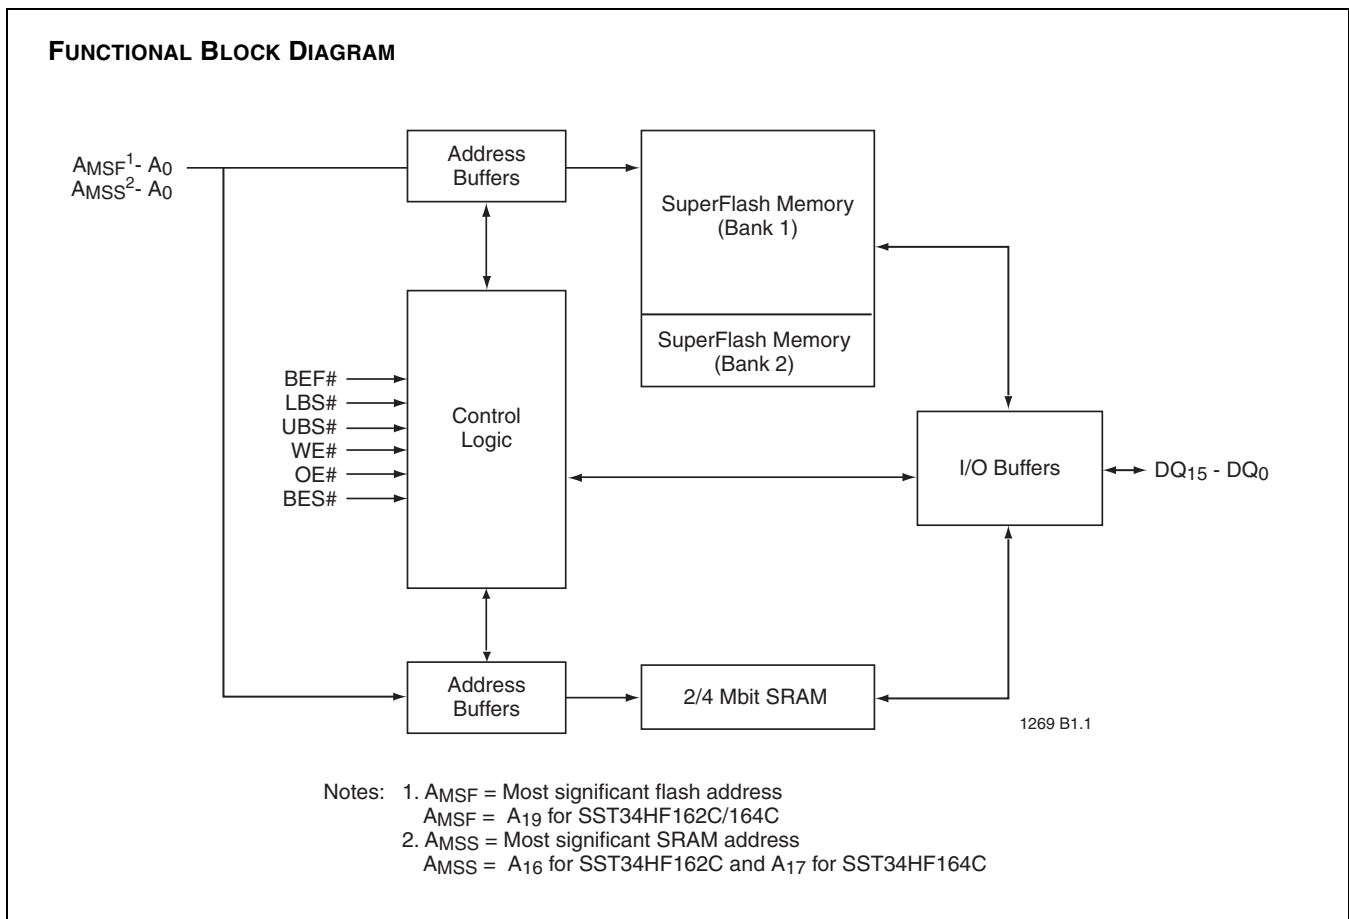 FUNCTIONAL BLOCK DIAGRAM
AMSF1- A0
AMSS2- A0
Address
Buffers
SuperFlash Memory
(Bank 1)
SuperFlash Memory
(Bank 2)
BEF#
LBS#
UBS#
WE#
OE#
BES#
Control
Logic
I/O Buffers
DQ15 - DQ0
Address
Buffers
2/4 Mbit SRAM
1269 B1.1
Notes: 1. AMSF = Most significant flash address
AMSF = A19 for SST34HF162C/164C
2. AMSS = Most significant SRAM address
AMSS = A16 for SST34HF162C and A17 for SST34HF164C